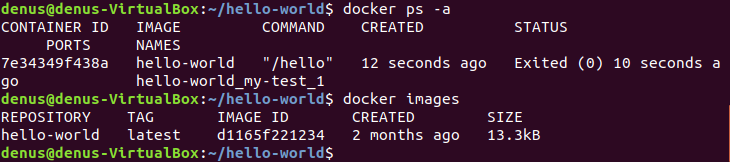 denus@denus-VirtualBox:~/hello-world$ docker ps -a
CONTAINER ID   IMAGE         COMMAND    CREATED          STATUS
     PORTS     NAMES
7e34349f438a   hello-world   "/hello"   12 seconds ago   Exited (0) 10 seconds a
go             hello-world_my-test_1
denus@denus-VirtualBox:~/hello-world$ docker images
REPOSITORY    TAG       IMAGE ID       CREATED        SIZE
hello-world   latest    d1165f221234   2 months ago   13.3kB
denus@denus-VirtualBox:~/hello-world$